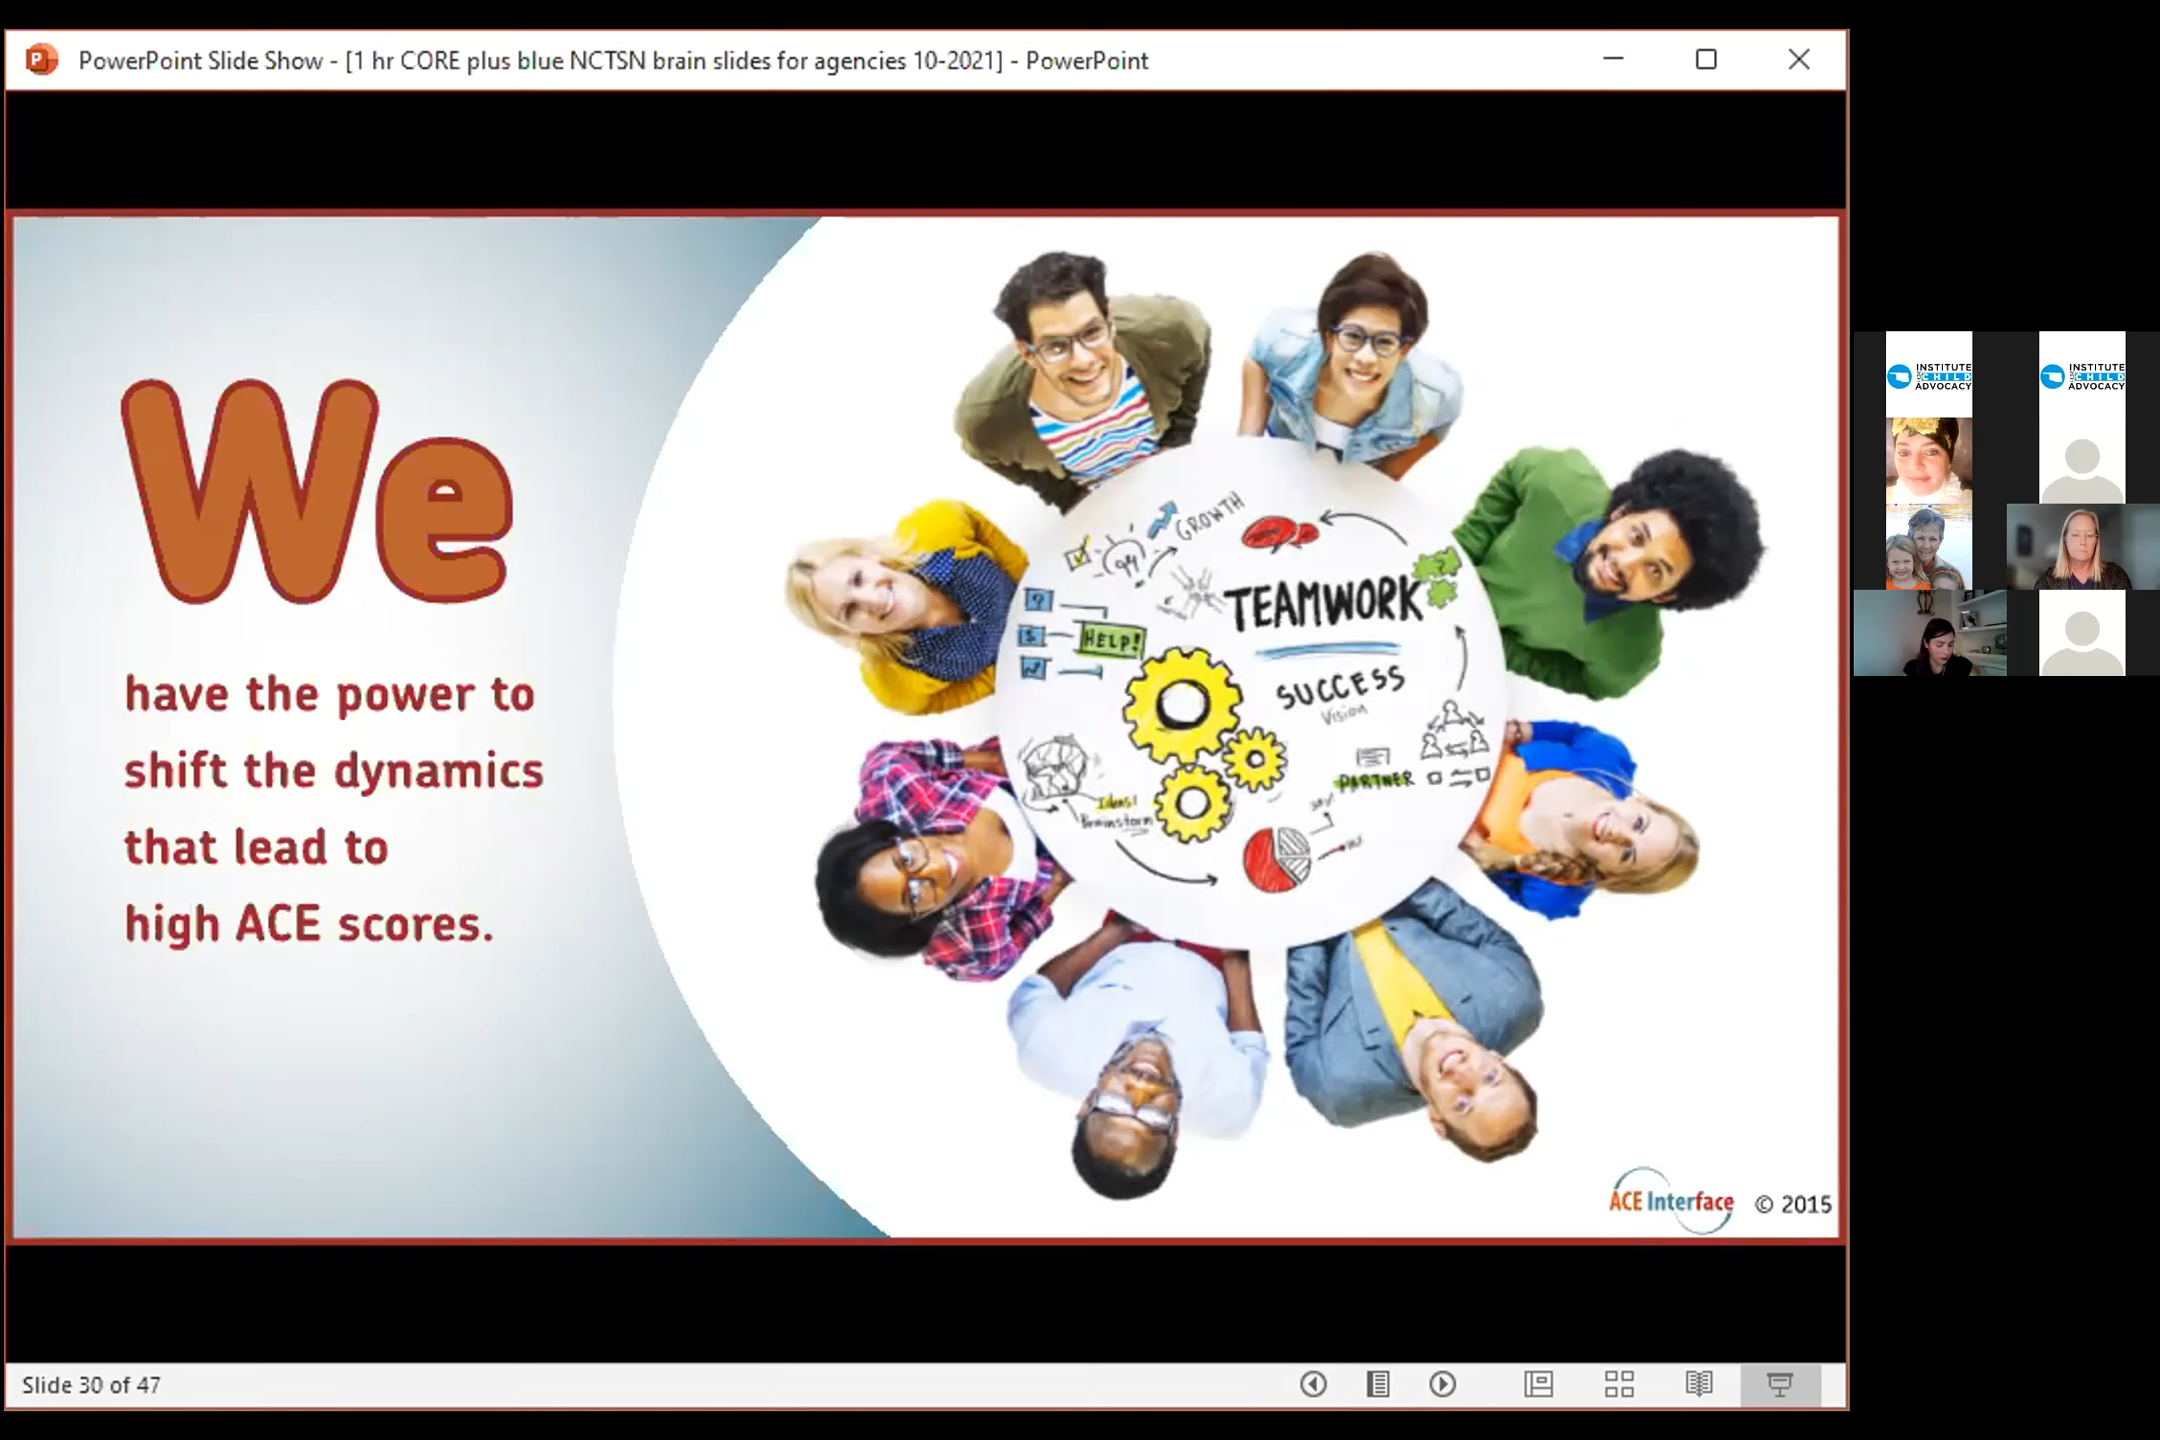 PowerPoint Slide Show - [1 hr CORE plus blue NCTSN brain slides for agencies 10-2021] - PowerPoint
We
have the power to
shift the dynamics
that lead to
high ACE scores.
GROWTH
TEAMWORK
HELP!
SUCCESS
Vision
PARTNER
Ideas!
Brainstorm
ACE Interface © 2015
INSTITUTE
CHILD
ADVOCACY
INSTITUTE
CHILD
ADVOCACY
Slide 30 of 47